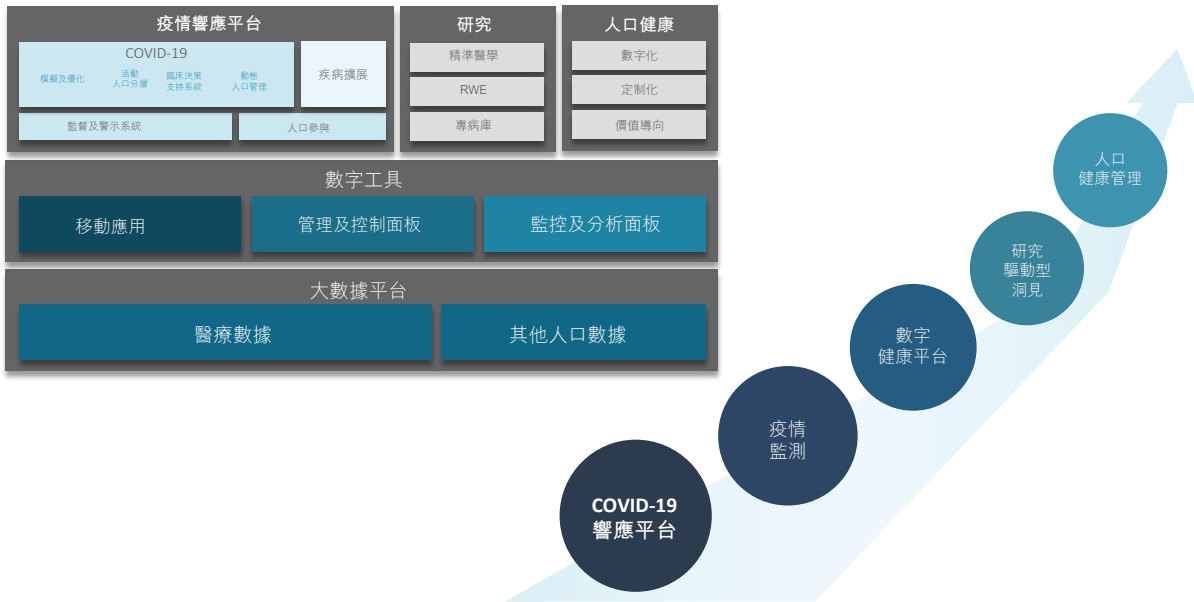 疫情響應平台
COVID-19
模擬及優化
活動
人口分層
臨床決策
支持系統
動態
人口管理
疾病擴展
監督及警示系統
人口參與
研究
精準醫學
RWE
專病庫
人口健康
數字化
定制化
價值導向
數字工具
移動應用
管理及控制面板
監控及分析面板
大數據平台
醫療數據
其他人口數據
COVID-19
響應平台
疫情
監測
數字
健康平台
研究
驅動型
洞見
人口
健康管理